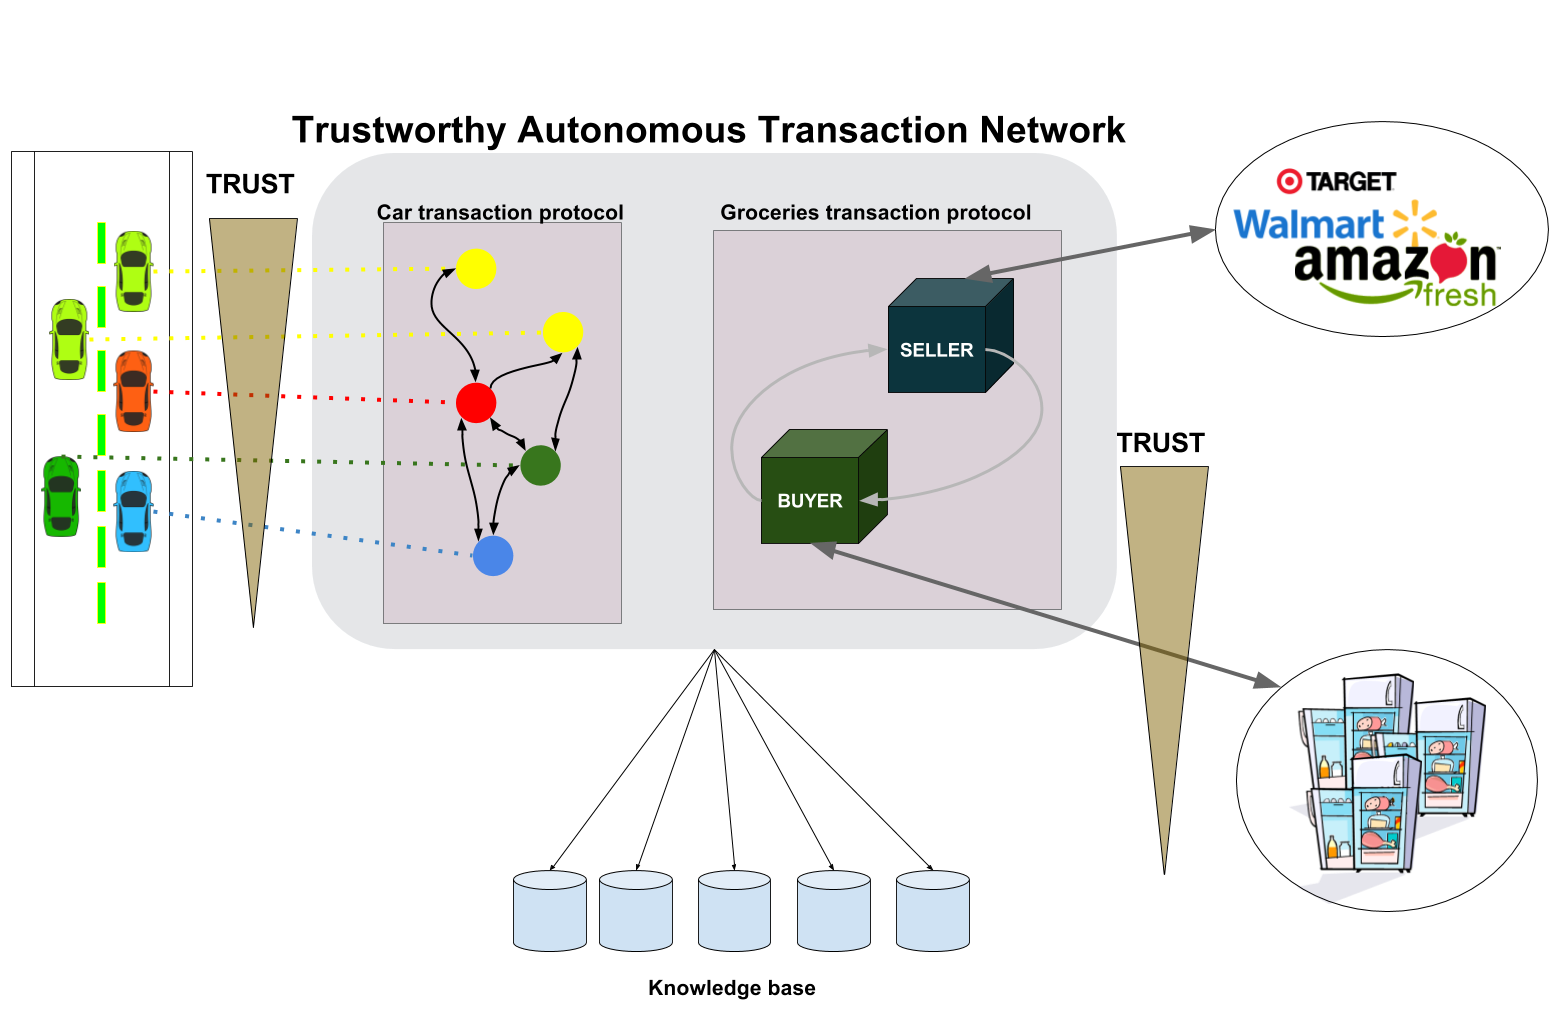 Trustworthy Autonomous Transaction Network
TRUST
Car transaction protocol
Groceries transaction protocol
TARGET
Walmart
amazon™
fresh
SELLER
BUYER
TRUST
Knowledge base